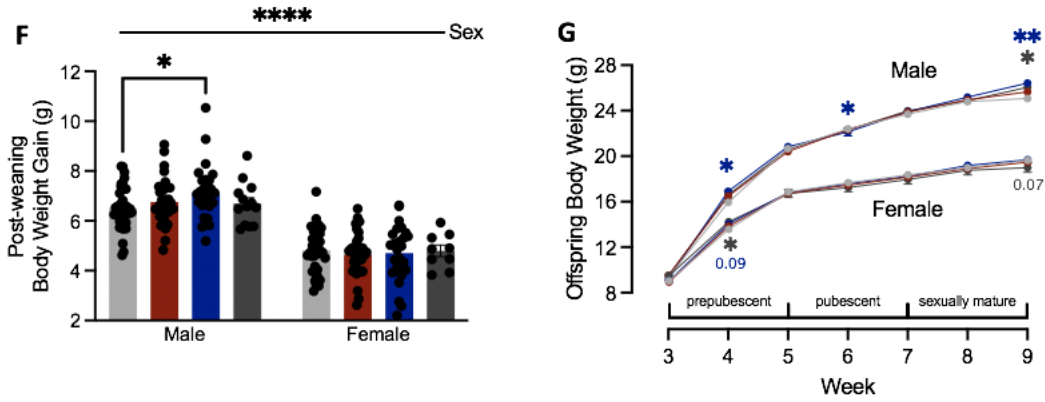 F
****
Sex
*
Post-weaning
Body Weight Gain (g)
12
10
8
6
4
2
Male
Female
G
**
*
Offspring Body Weight (g)
28
24
20
16
12
8
Male
*
*
Female
0.07
*
0.09
prepubescent
pubescent
sexually mature
3
4
5
6
7
8
9
Week